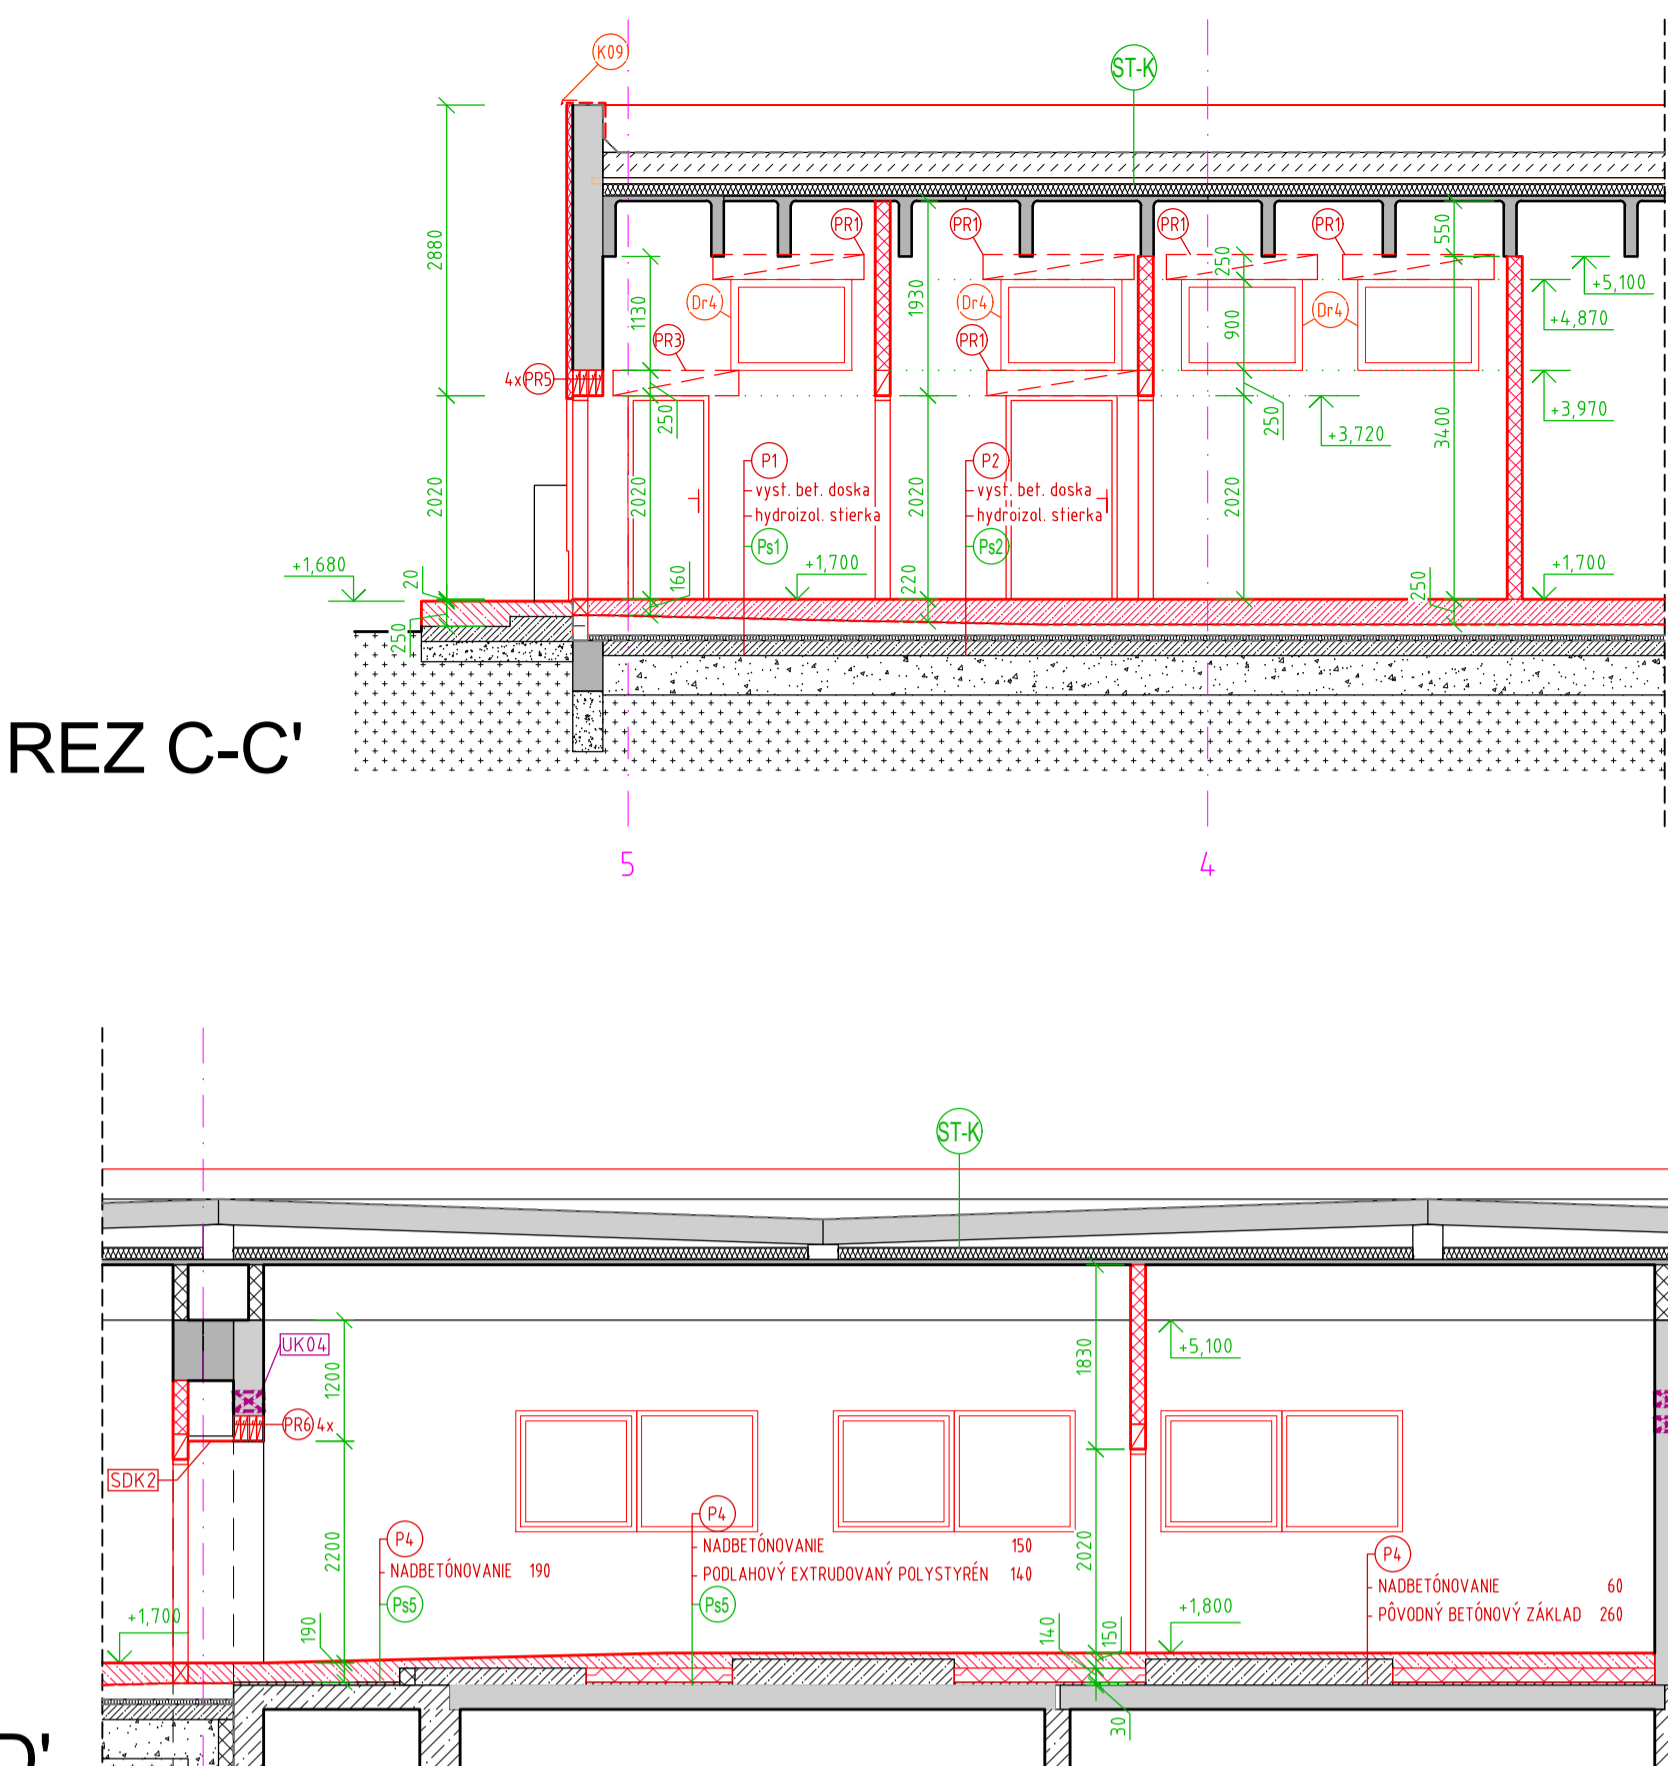 K09
ST-K
2880
PR1
PR1
PR1
PR1
550
250
+5,100
1930
1130
Dr4
Dr4
Dr4
900
+4,870
PR3
PR1
4xPR5
250
250
+3,970
+3,720
3400
P1
vyst. bet. doska
hydroizol. stierka
Ps1
P2
vyst. bet. doska
hydroizol. stierka
Ps2
2020
2020
2020
2020
+1,680
20
+1,700
+1,700
160
220
250
250
REZ C-C'
5
4
ST-K
UK04
1200
PR6 4x
1830
+5,100
SDK2
P4
NADBETÓNOVANIE 190
Ps5
P4
NADBETÓNOVANIE 150
PODLAHOVÝ EXTRUDOVANÝ POLYSTYRÉN 140
Ps5
P4
NADBETÓNOVANIE 60
PÔVODNÝ BETÓNOVÝ ZÁKLAD 260
2200
2020
+1,700
+1,800
190
140
150
30
D'